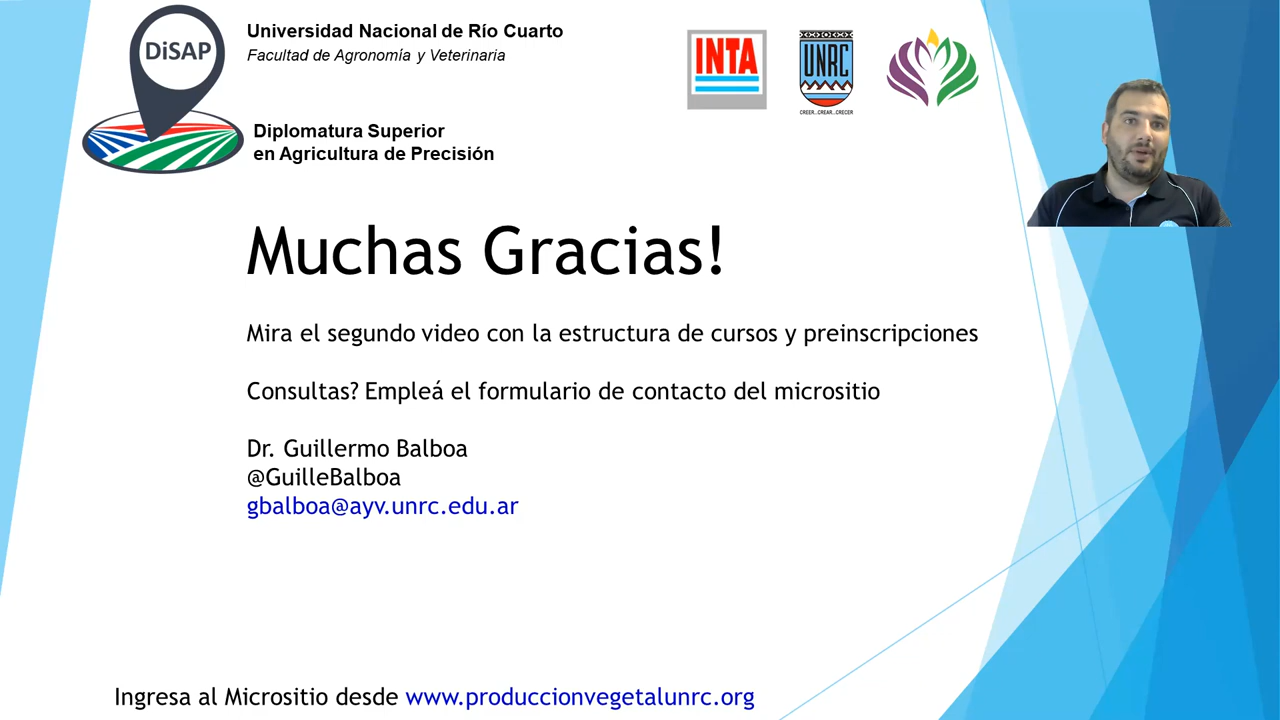 DiSAP
Universidad Nacional de Río Cuarto
Facultad de Agronomía y Veterinaria
INTA
UNRC
CREER...CREAR...CRECER
Diplomatura Superior
en Agricultura de Precisión
Muchas Gracias!
Mira el segundo video con la estructura de cursos y preinscripciones
Consultas? Empleá el formulario de contacto del micrositio
Dr. Guillermo Balboa
@GuilleBalboa
gbalboa@ayv.unrc.edu.ar
Ingresa al Micrositio desde www.produccionvegetalunrc.org